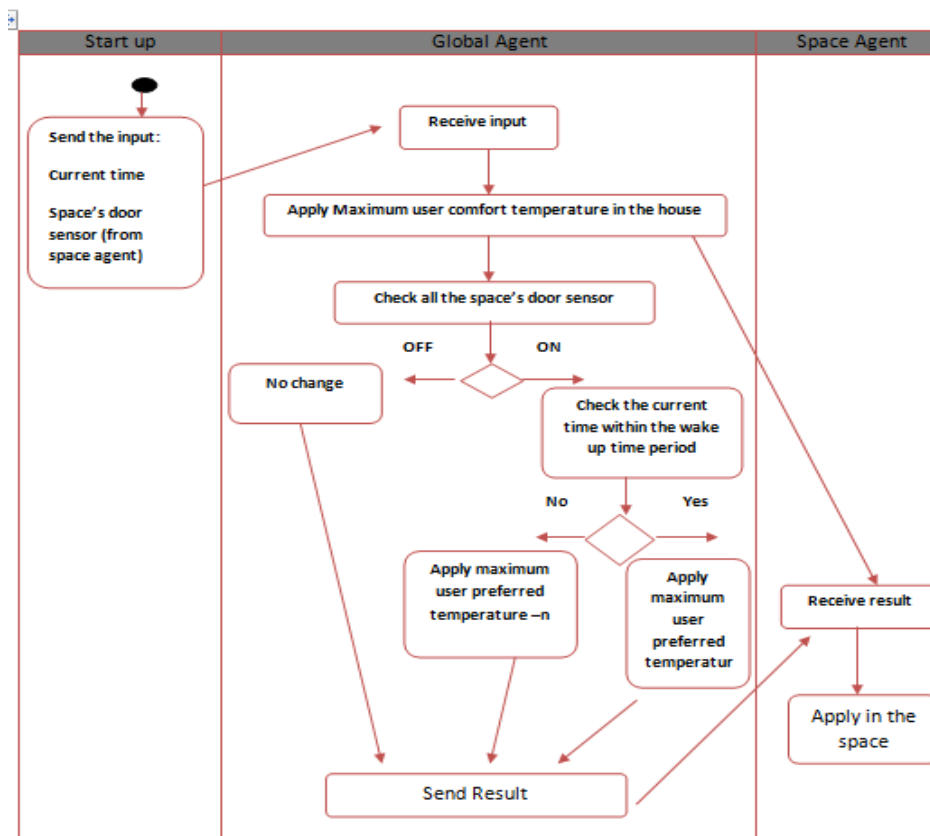 Start up
Global Agent
Space Agent
Send the input:
Current time
Space's door
sensor (from
space agent)
Receive input
Apply Maximum user comfort temperature in the house
Check all the space's door sensor
OFF
ON
No change
Check the current
time within the wake
up time period
No
Yes
Apply maximum
user preferred
temperature –n
Apply
maximum
user
preferred
temperatur
Receive result
Apply in the
space
Send Result